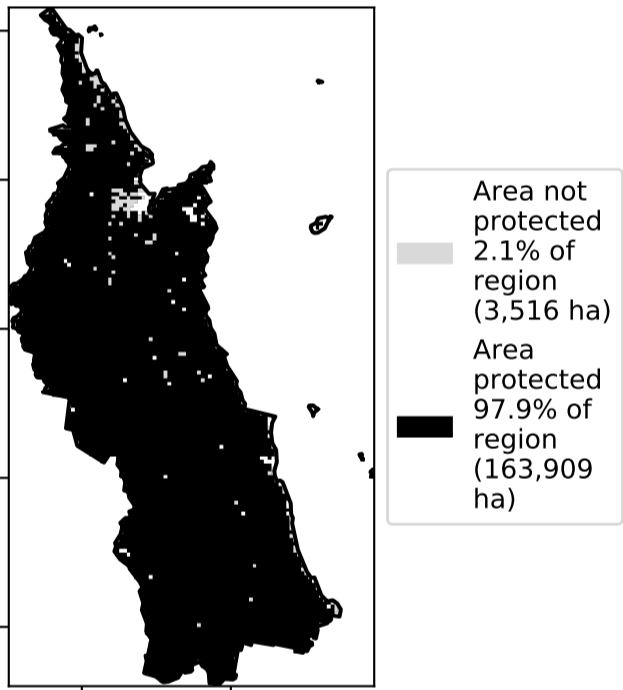 Area not
protected
2.1% of
region
(3,516 ha)
Area
protected
97.9% of
region
(163,909
ha)